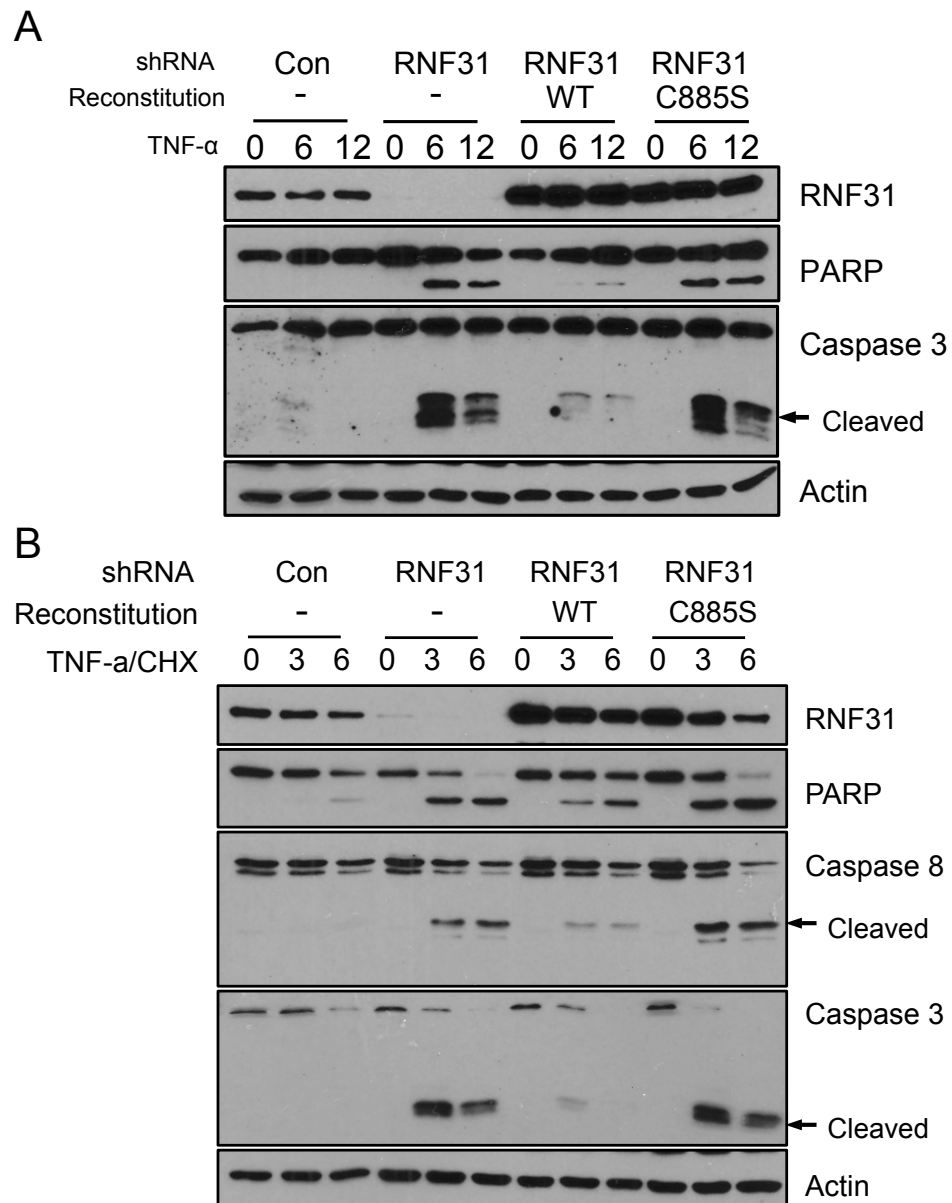 A
shRNA Con RNF31 RNF31 RNF31
Reconstitution - - WT C885S
TNF-α 0 6 12 0 6 12 0 6 12 0 6 12
RNF31
PARP
Caspase 3
Cleaved
Actin
B
shRNA Con RNF31 RNF31 RNF31
Reconstitution - - WT C885S
TNF-a/CHX 0 3 6 0 3 6 0 3 6 0 3 6
RNF31
PARP
Caspase 8
Cleaved
Caspase 3
Cleaved
Actin